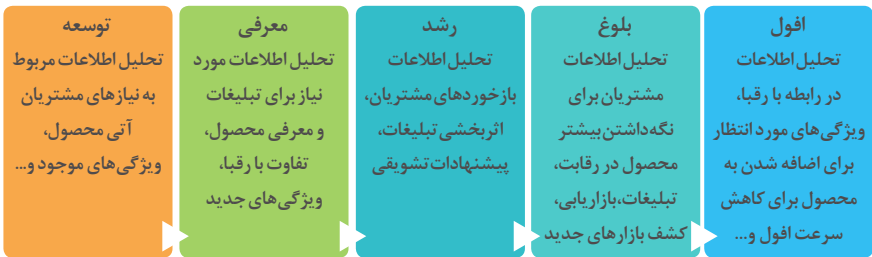 توسعه
تحلیل اطلاعات مربوط
به نیازهای مشتریان
آتی محصول،
ویژگی‌های موجود و...
معرفی
تحلیل اطلاعات مورد
نیاز برای تبلیغات
و معرفی محصول،
تفاوت با رقبا،
ویژگی‌های جدید
رشد
تحلیل اطلاعات
بازخوردهای مشتریان،
اثربخشی تبلیغات،
پیشنهادات تشویقی
بلوغ
تحلیل اطلاعات
مشتریان برای
نگه‌داشتن بیشتر
محصول در رقابت،
تبلیغات، بازاریابی،
کشف بازارهای جدید
افول
تحلیل اطلاعات
در رابطه با رقبا،
ویژگی‌های مورد انتظار
برای اضافه شدن به
محصول برای کاهش
سرعت افول و...